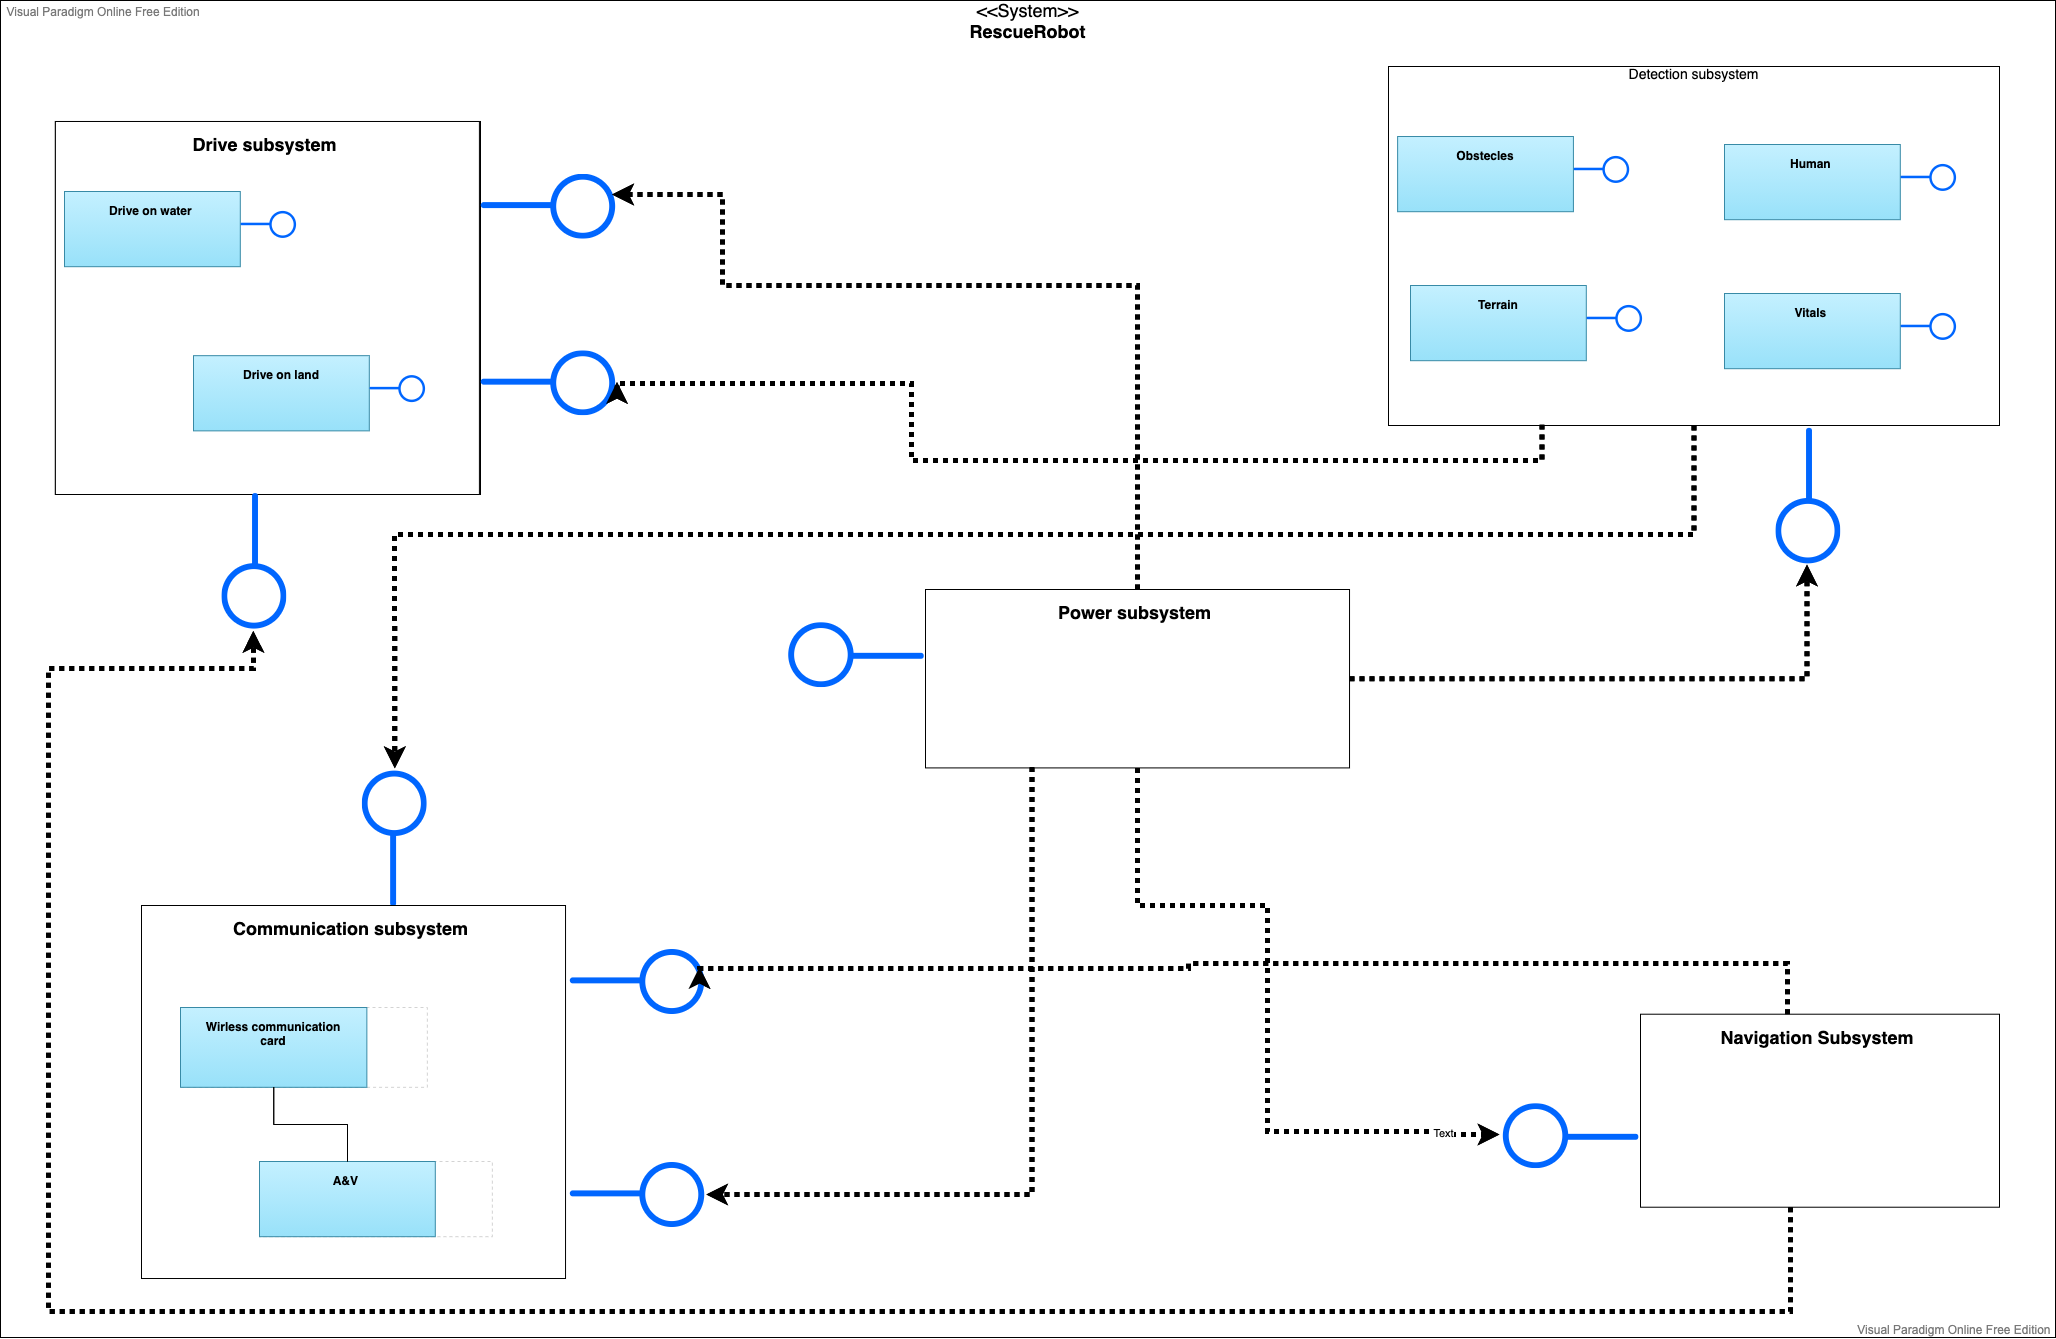 Visual Paradigm Online Free Edition
<<System>>
RescueRobot
Detection subsystem
Obstecles
Human
Terrain
Vitals
Drive subsystem
Drive on water
Drive on land
Power subsystem
Communication subsystem
Wirless communication
card
A&V
Navigation Subsystem
Text
Visual Paradigm Online Free Edition